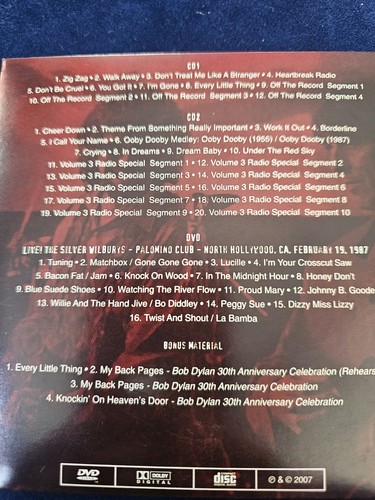 CD1
1. Zig Zag • 2. Walk Away • 3. Don't Treat Me Like A Stranger • 4. Heartbreak Radio
5. Don't Be Cruel • 6. You Got It • 7. I'm Gone • 8. Every Little Thing • 9. Off The Record Segment 1
10. Off The Record Segment 2 • 11. Off The Record Segment 3 • 12. Off The Record Segment 4
CD2
1. Cheer Down • 2. Theme From Something Really Important • 3. Work It Out • 4. Borderline
5. I Call Your Name • 6. Ooby Dooby Medley: Ooby Dooby (1955) / Ooby Dooby (1987)
7. Crying • 8. In Dreams • 9. Dream Baby • 10. Under The Red Sky
11. Volume 3 Radio Special Segment 1 • 12. Volume 3 Radio Special Segment 2
13. Volume 3 Radio Special Segment 3 • 14. Volume 3 Radio Special Segment 4
15. Volume 3 Radio Special Segment 5 • 16. Volume 3 Radio Special Segment 6
17. Volume 3 Radio Special Segment 7 • 18. Volume 3 Radio Special Segment 8
19. Volume 3 Radio Special Segment 9 • 20. Volume 3 Radio Special Segment 10
DVD
LIVE! THE SILVER WILBURYS - PALOMINO CLUB - NORTH HOLLYWOOD, CA. FEBRUARY 19, 1987
1. Tuning • 2. Matchbox / Gone Gone Gone • 3. Lucille • 4. I'm Your Crosscut Saw
5. Bacon Fat / Jam • 6. Knock On Wood • 7. In The Midnight Hour • 8. Honey Don't
9. Blue Suede Shoes • 10. Watching The River Flow • 11. Proud Mary • 12. Johnny B. Goode
13. Willie And The Hand Jive / Bo Diddley • 14. Peggy Sue • 15. Dizzy Miss Lizzy
16. Twist and Shout / La Bamba
BONUS MATERIAL
1. Every Little Thing • 2. My Back Pages - Bob Dylan 30th Anniversary Celebration (Rehears
3. My Back Pages - Bob Dylan 30th Anniversary Celebration
4. Knockin' On Heaven's Door - Bob Dylan 30th Anniversary Celebration
DVD DOLBY DIGITAL COMPACT disc ℗ & © 2007